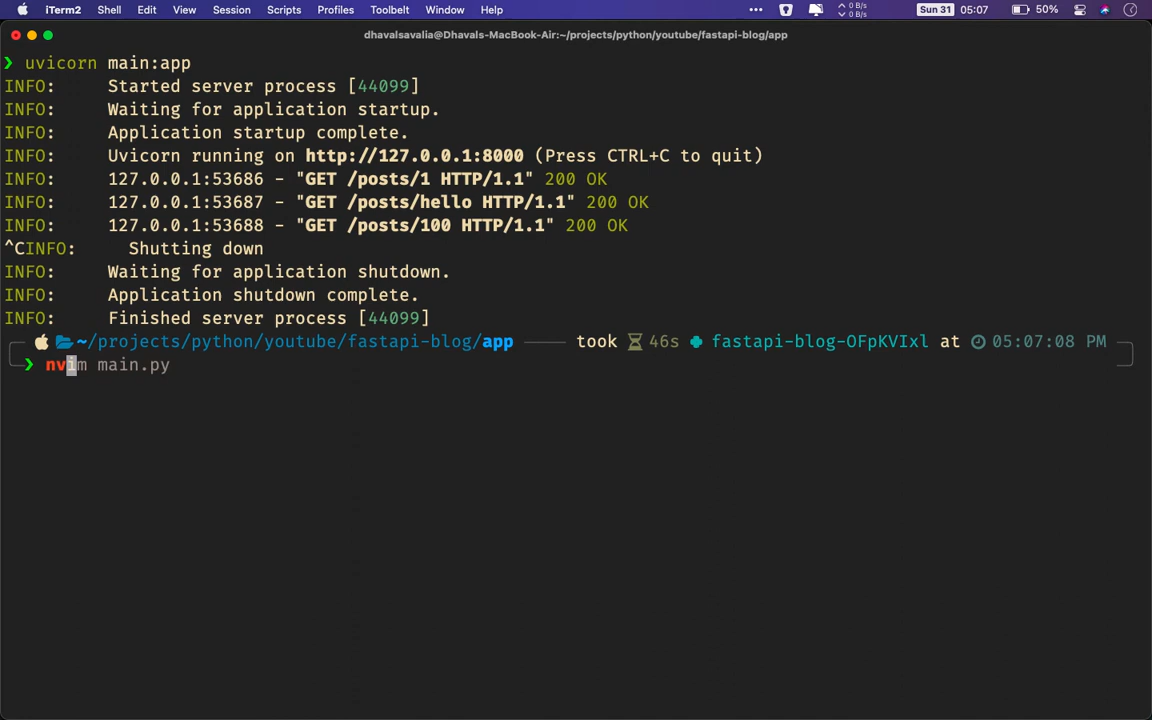 iTerm2 Shell Edit View Session Scripts Profiles Toolbelt Window Help ••• 0 B/s 0 B/s Sun 31 05:07 50%
dhavalsavalia@Dhavals-MacBook-Air:~/projects/python/youtube/fastapi-blog/app
❯ uvicorn main:app
INFO: Started server process [44099]
INFO: Waiting for application startup.
INFO: Application startup complete.
INFO: Uvicorn running on http://127.0.0.1:8000 (Press CTRL+C to quit)
INFO: 127.0.0.1:53686 - "GET /posts/1 HTTP/1.1" 200 OK
INFO: 127.0.0.1:53687 - "GET /posts/hello HTTP/1.1" 200 OK
INFO: 127.0.0.1:53688 - "GET /posts/100 HTTP/1.1" 200 OK
^CINFO: Shutting down
INFO: Waiting for application shutdown.
INFO: Application shutdown complete.
INFO: Finished server process [44099]
~/projects/python/youtube/fastapi-blog/app took 46s fastapi-blog-OFpKVIxl at 05:07:08 PM
❯ nvim main.py